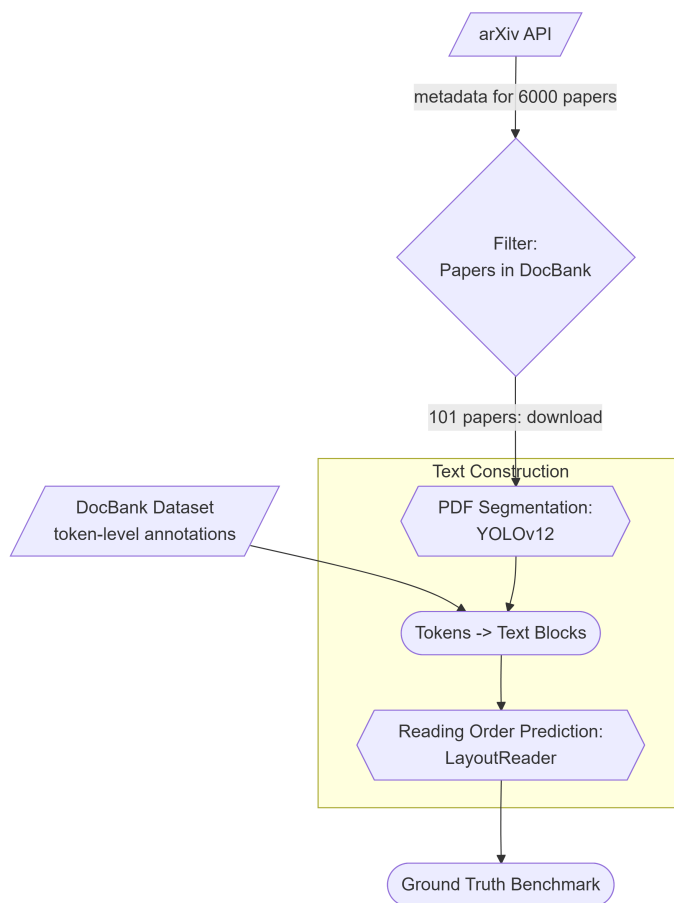 arXiv API
metadata for 6000 papers
Filter:
Papers in DocBank
101 papers: download
Text Construction
DocBank Dataset
token-level annotations
PDF Segmentation:
YOLOv12
Tokens -> Text Blocks
Reading Order Prediction:
LayoutReader
Ground Truth Benchmark